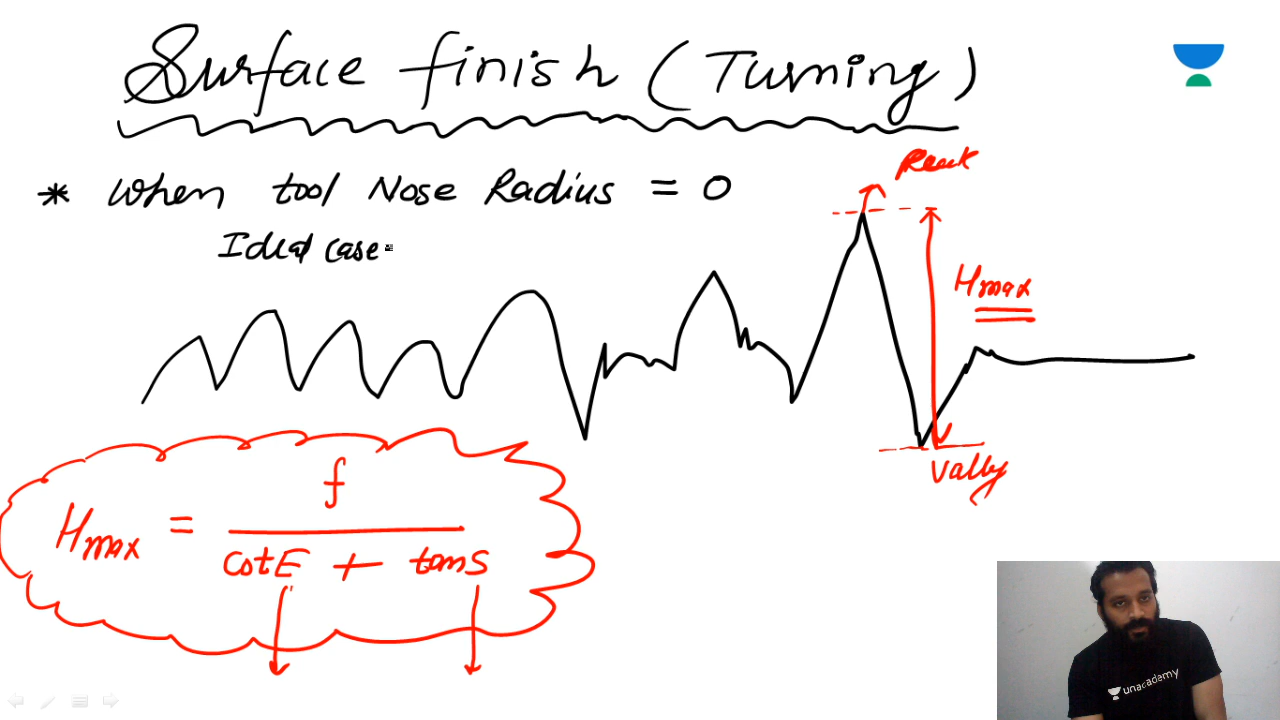 Surface finish (Turning)
* When tool Nose Radius = 0
Ideal case
Peak
Hmax
Vally
Hmax = f / cotE + tanS
unacademy